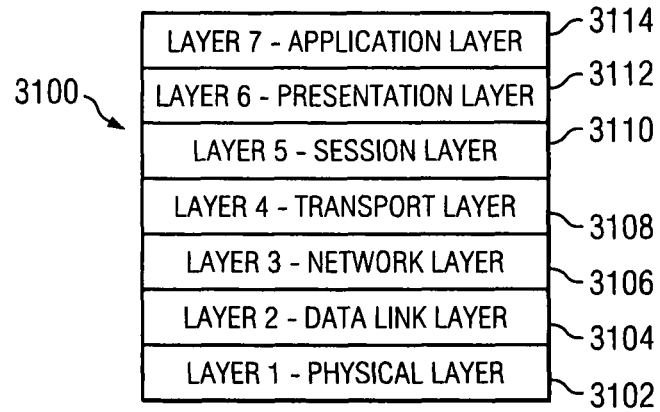 LAYER 7 - APPLICATION LAYER 3114
LAYER 6 - PRESENTATION LAYER 3112
3100
LAYER 5 - SESSION LAYER 3110
LAYER 4 - TRANSPORT LAYER 3108
LAYER 3 - NETWORK LAYER 3106
LAYER 2 - DATA LINK LAYER 3104
LAYER 1 - PHYSICAL LAYER 3102